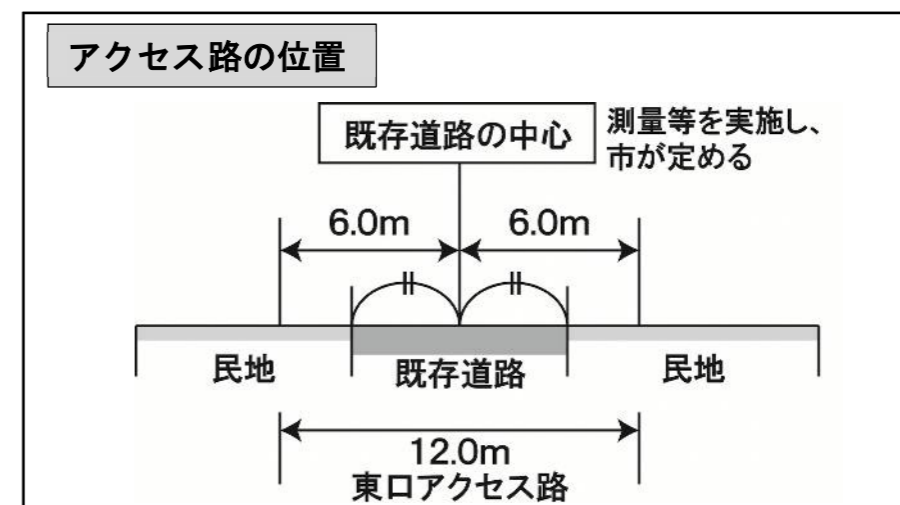 アクセス路の位置
既存道路の中心
測量等を実施し、
市が定める
6.0m
6.0m
民地
既存道路
民地
12.0m
東口アクセス路